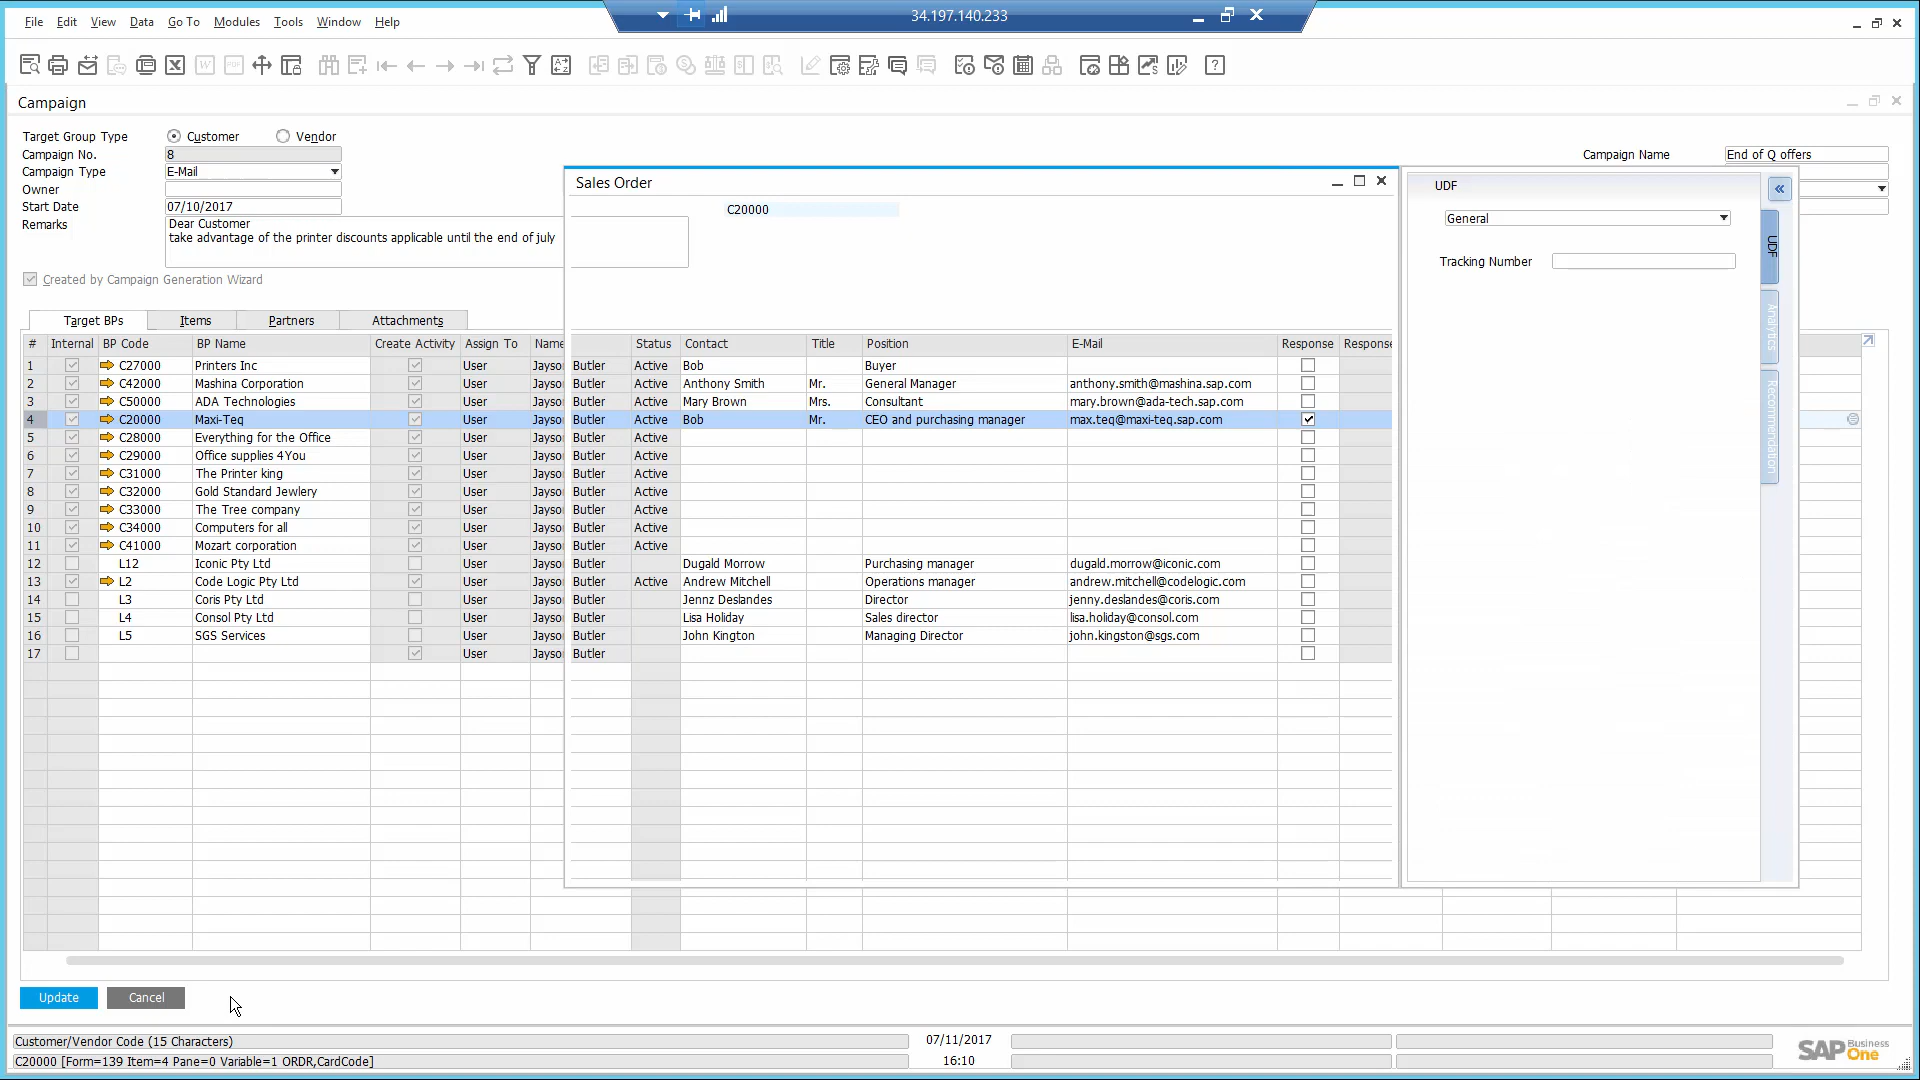 34.197.140.233
File Edit View Data Go To Modules Tools Window Help
Campaign
Target Group Type Customer Vendor
Campaign No. 8
Campaign Type E-Mail
Owner
Start Date 07/10/2017
Remarks Dear Customer
take advantage of the printer discounts applicable until the end of july
Created by Campaign Generation Wizard
Campaign Name End of Q offers
Sales Order
C20000
UDF
General
Tracking Number
UDF
Analytics
Recommendation
Target BPs Items Partners Attachments
# Internal BP Code BP Name Create Activity Assign To Name Status Contact Title Position E-Mail Response Response
1 C27000 Printers Inc User Jayso Butler Active Bob Buyer
2 C42000 Mashina Corporation User Jayso Butler Active Anthony Smith Mr. General Manager anthony.smith@mashina.sap.com
3 C50000 ADA Technologies User Jayso Butler Active Mary Brown Mrs. Consultant mary.brown@ada-tech.sap.com
4 C20000 Maxi-Teq User Jayso Butler Active Bob Mr. CEO and purchasing manager max.teq@maxi-teq.sap.com
5 C28000 Everything for the Office User Jayso Butler Active
6 C29000 Office supplies 4You User Jayso Butler Active
7 C31000 The Printer king User Jayso Butler Active
8 C32000 Gold Standard Jewlery User Jayso Butler Active
9 C33000 The Tree company User Jayso Butler Active
10 C34000 Computers for all User Jayso Butler Active
11 C41000 Mozart corporation User Jayso Butler Active
12 L12 Iconic Pty Ltd User Jayso Butler Dugald Morrow Purchasing manager dugald.morrow@iconic.com
13 L2 Code Logic Pty Ltd User Jayso Butler Active Andrew Mitchell Operations manager andrew.mitchell@codelogic.com
14 L3 Coris Pty Ltd User Jayso Butler Jennz Deslandes Director jenny.deslandes@coris.com
15 L4 Consol Pty Ltd User Jayso Butler Lisa Holiday Sales director lisa.holiday@consol.com
16 L5 SGS Services User Jayso Butler John Kington Managing Director john.kingston@sgs.com
17 User Jayso Butler
Update Cancel
Customer/Vendor Code (15 Characters) 07/11/2017
C20000 [Form=139 Item=4 Pane=0 Variable=1 ORDR,CardCode] 16:10
SAP Business One